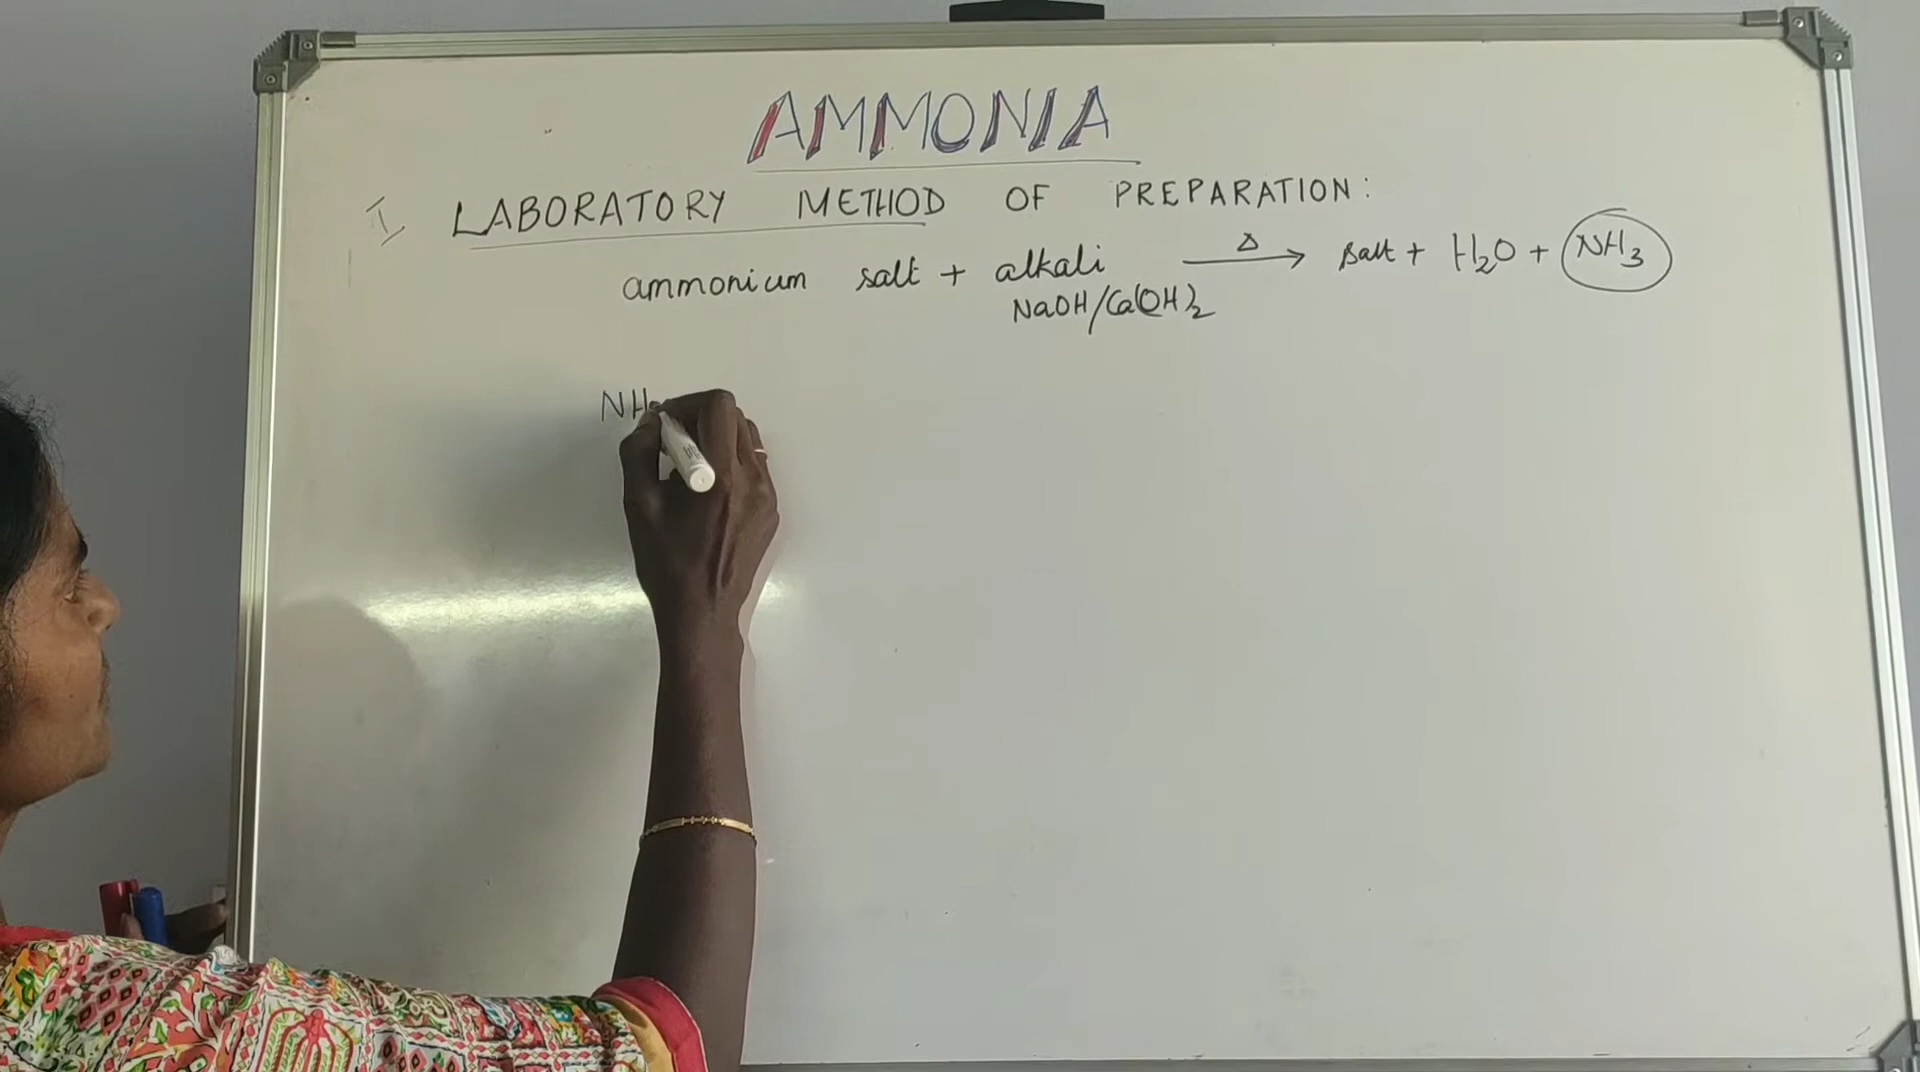 AMMONIA
I LABORATORY METHOD OF PREPARATION:
ammonium salt + alkali Δ → salt + H₂O + NH₃
NaOH/Ca(OH)₂
NH